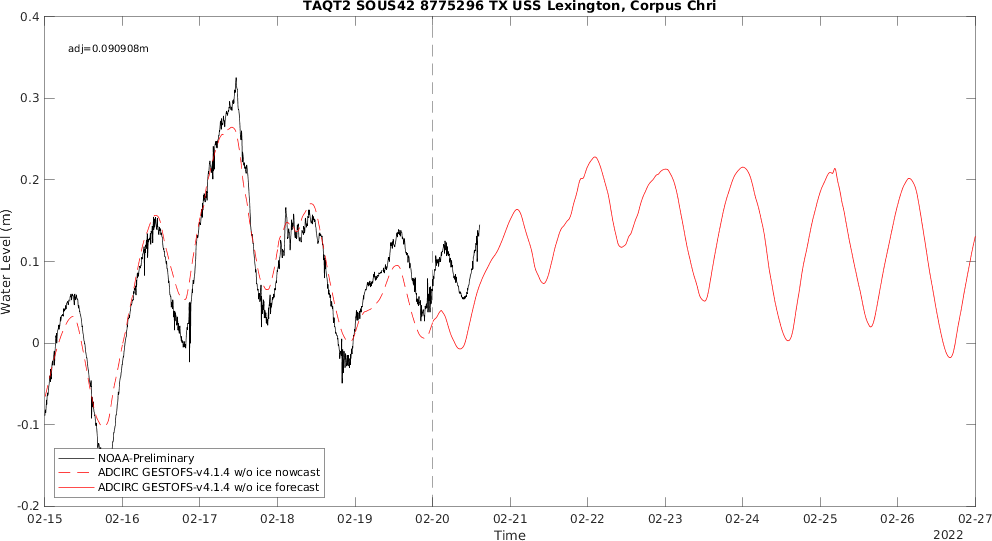 TAQT2 SOUS42 8775296 TX USS Lexington, Corpus Chri
adj=0.090908m
0.4
0.3
0.2
0.1
0
-0.1
-0.2
Water Level (m)
NOAA-Preliminary
ADCIRC GESTOFS-v4.1.4 w/o ice nowcast
ADCIRC GESTOFS-v4.1.4 w/o ice forecast
02-15 02-16 02-17 02-18 02-19 02-20 02-21 02-22 02-23 02-24 02-25 02-26 02-27
Time
2022